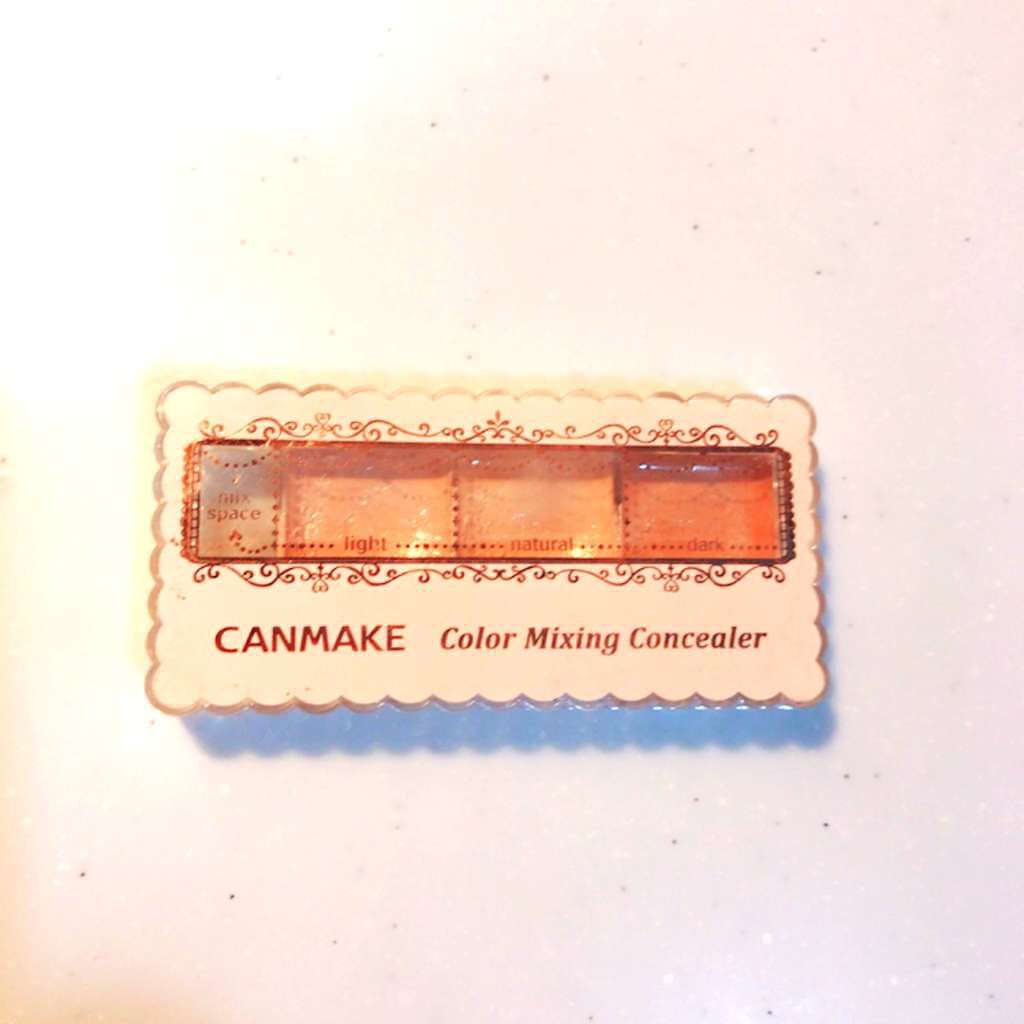 mix
space
light
natural
dark
CANMAKE Color Mixing Concealer